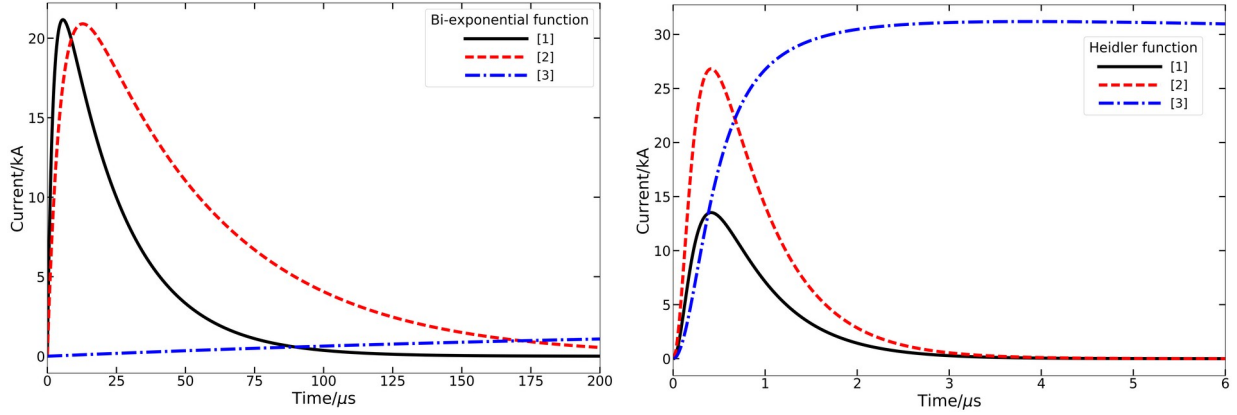 Bi-exponential function
[1]
[2]
[3]
20
15
10
5
0
Current/kA
0 25 50 75 100 125 150 175 200
Time/μs
Heidler function
[1]
[2]
[3]
30
25
20
15
10
5
0
Current/kA
0 1 2 3 4 5 6
Time/μs